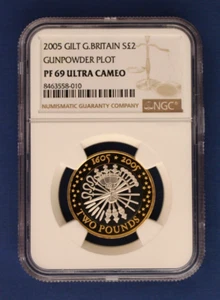 2005 GILT G.BRITAIN S£2
GUNPOWDER PLOT
PF 69 ULTRA CAMEO
8463558-010
NUMISMATIC GUARANTY COMPANY
NGC
1605 - 2005
TWO POUNDS